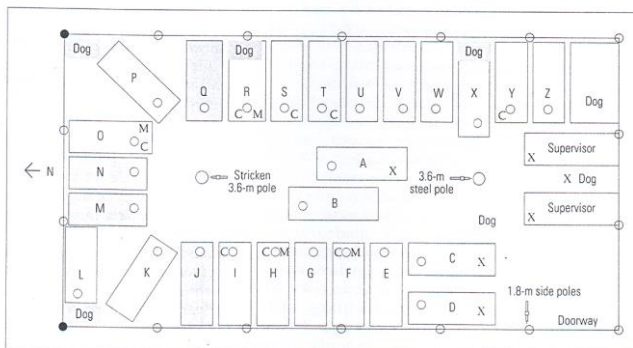 Dog
Dog
Dog
P
Q
R
C M
S
C
T
C
U
V
W
X
Y
C
Z
Dog
O
M
C
N
M
← N
Stricken
3.6-m pole
A
X
B
3.6-m
steel pole
Supervisor
X
X Dog
Supervisor
X
Dog
L
Dog
K
J
C
I
C M
H
G
C M
F
E
C
X
D
X
1.8-m side poles
Doorway